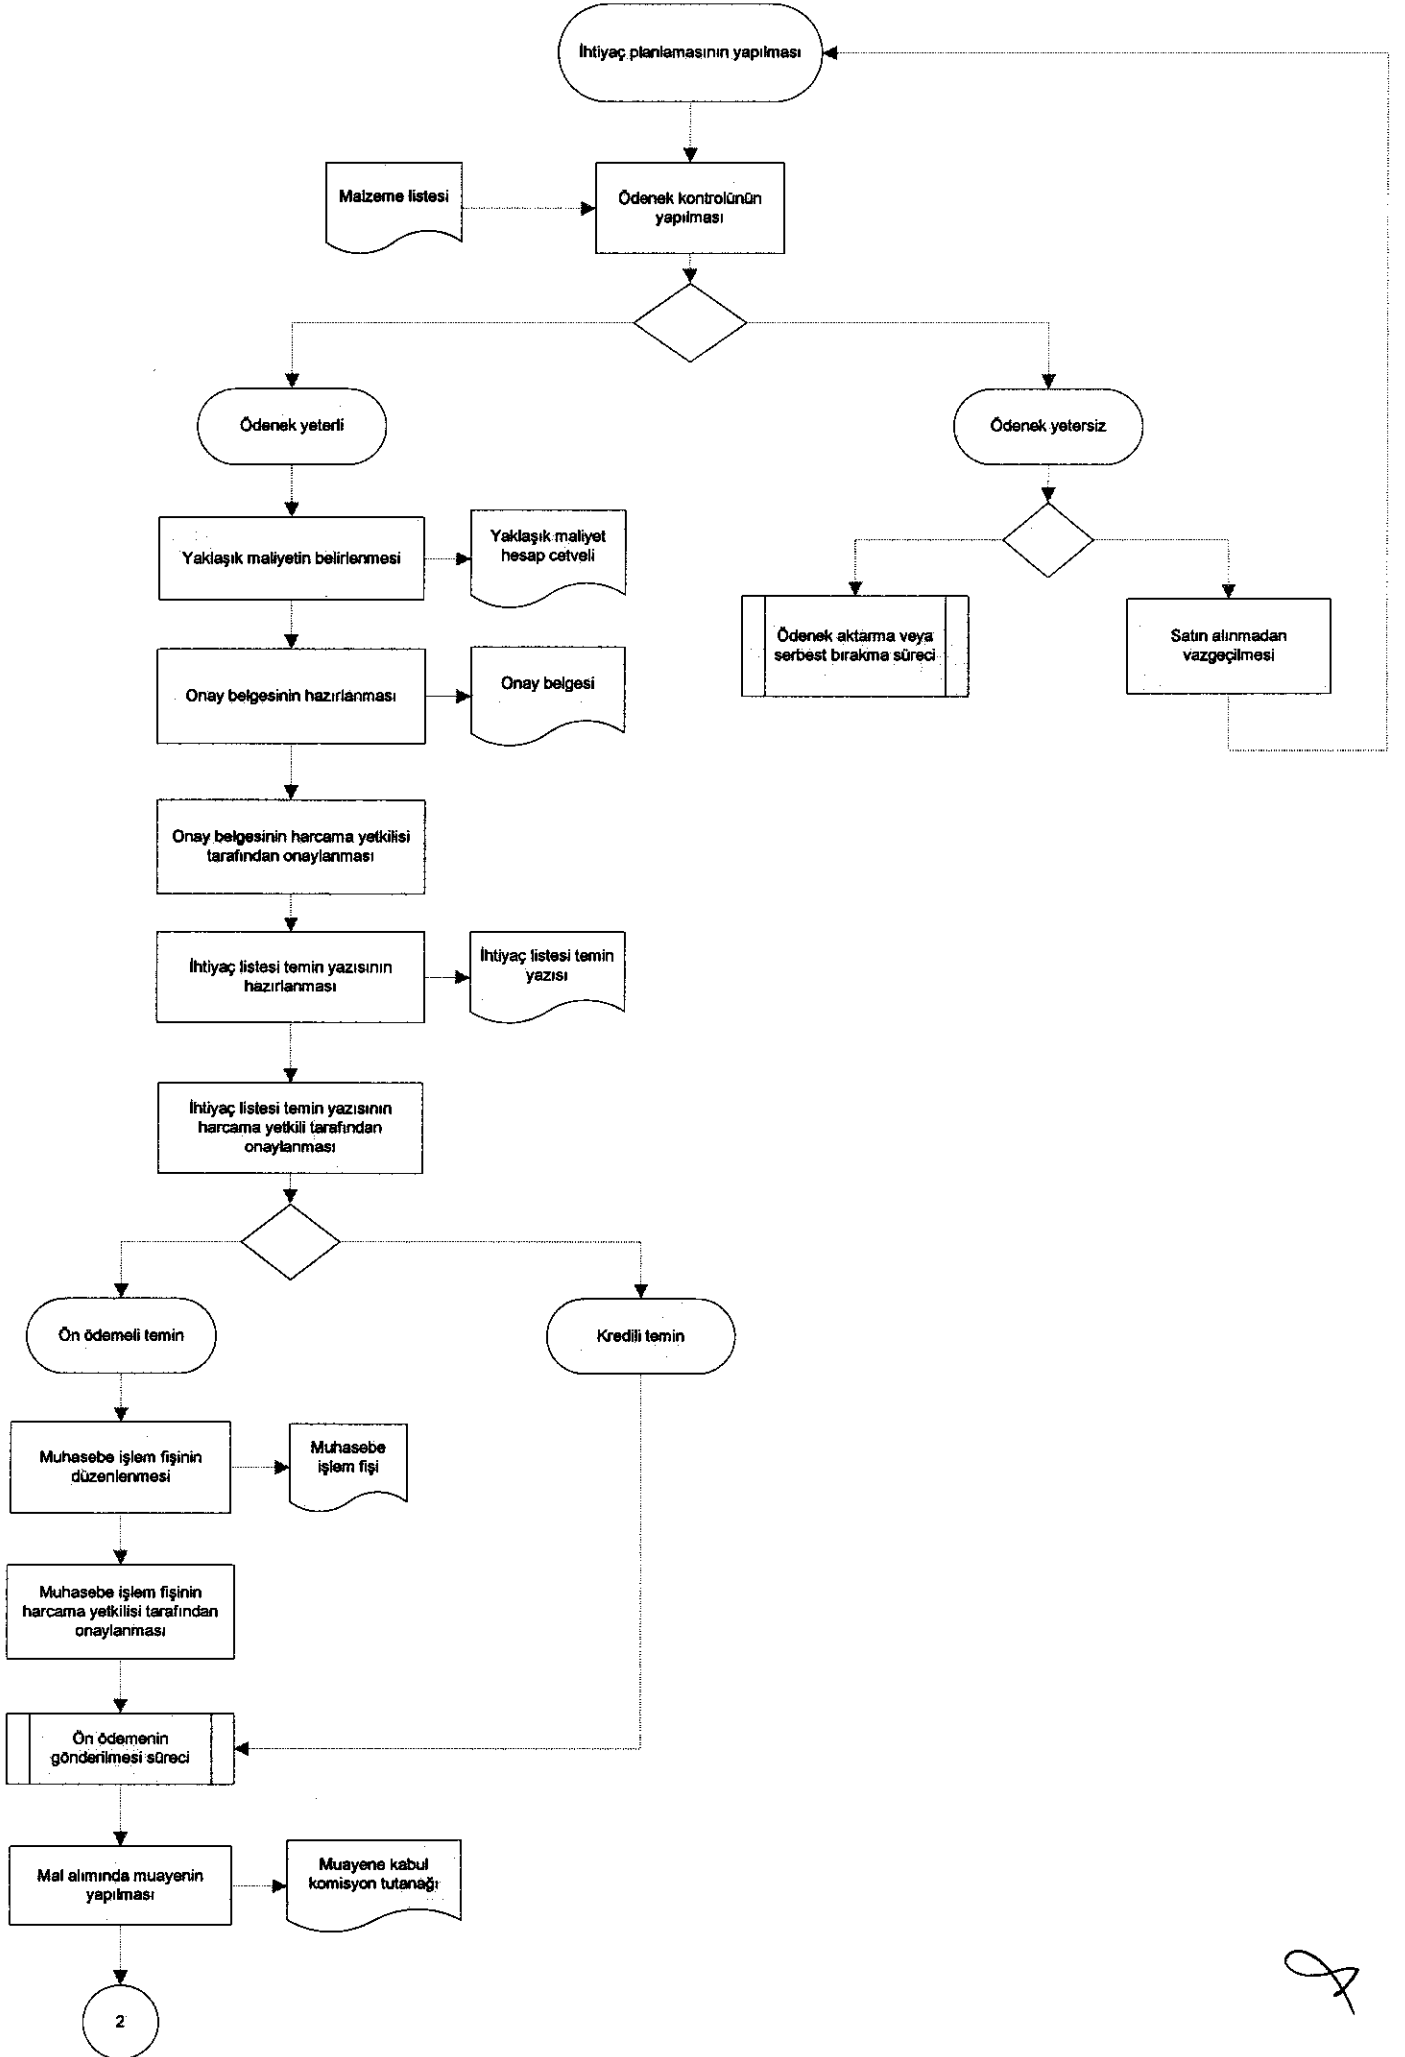 İhtiyaç planlamasının yapılması
Malzeme listesi
Ödenek kontrolünün
yapılması
Ödenek yeterli
Ödenek yetersiz
Yaklaşık maliyetin belirlenmesi
Yaklaşık maliyet
hesap cetveli
Ödenek aktarma veya
serbest bırakma süreci
Satın alınmadan
vazgeçilmesi
Onay belgesinin hazırlanması
Onay belgesi
Onay belgesinin harcama yetkilisi
tarafından onaylanması
İhtiyaç listesi temin yazısının
hazırlanması
İhtiyaç listesi temin
yazısı
İhtiyaç listesi temin yazısının
harcama yetkili tarafından
onaylanması
Ön ödemeli temin
Kredili temin
Muhasebe işlem fişinin
düzenlenmesi
Muhasebe
işlem fişi
Muhasebe işlem fişinin
harcama yetkilisi tarafından
onaylanması
Ön ödemenin
gönderilmesi süreci
Mal alımında muayenin
yapılması
Muayene kabul
komisyon tutanağı
2